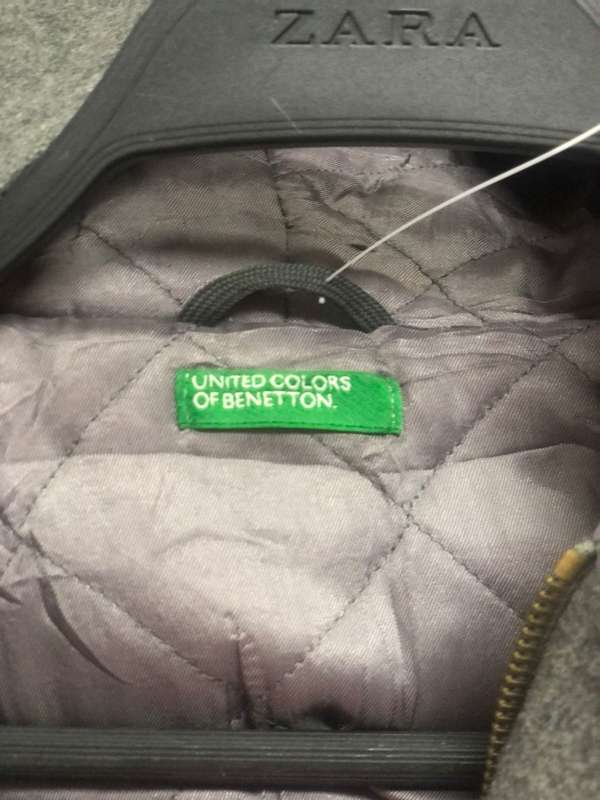 ZARA
UNITED COLORS
OF BENETTON.